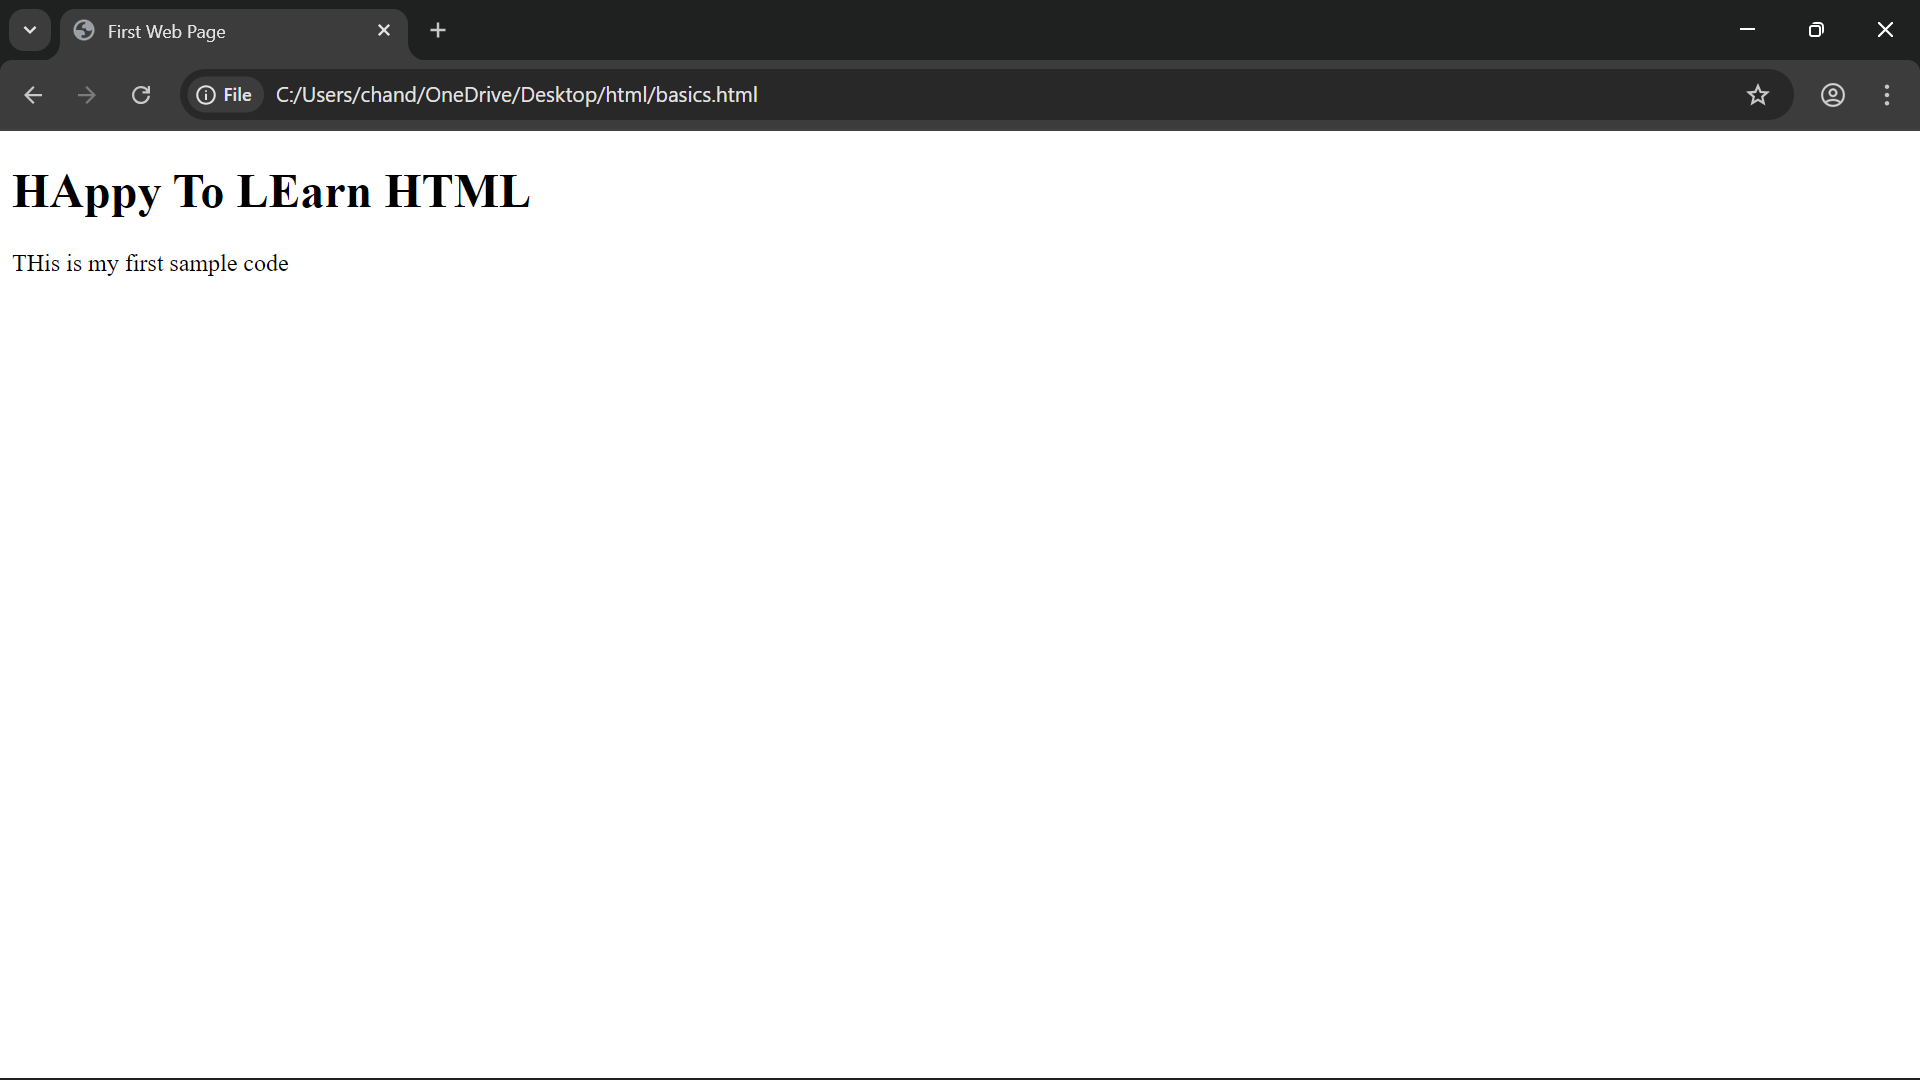 First Web Page
File C:/Users/chand/OneDrive/Desktop/html/basics.html
HAppy To LEarn HTML
THis is my first sample code